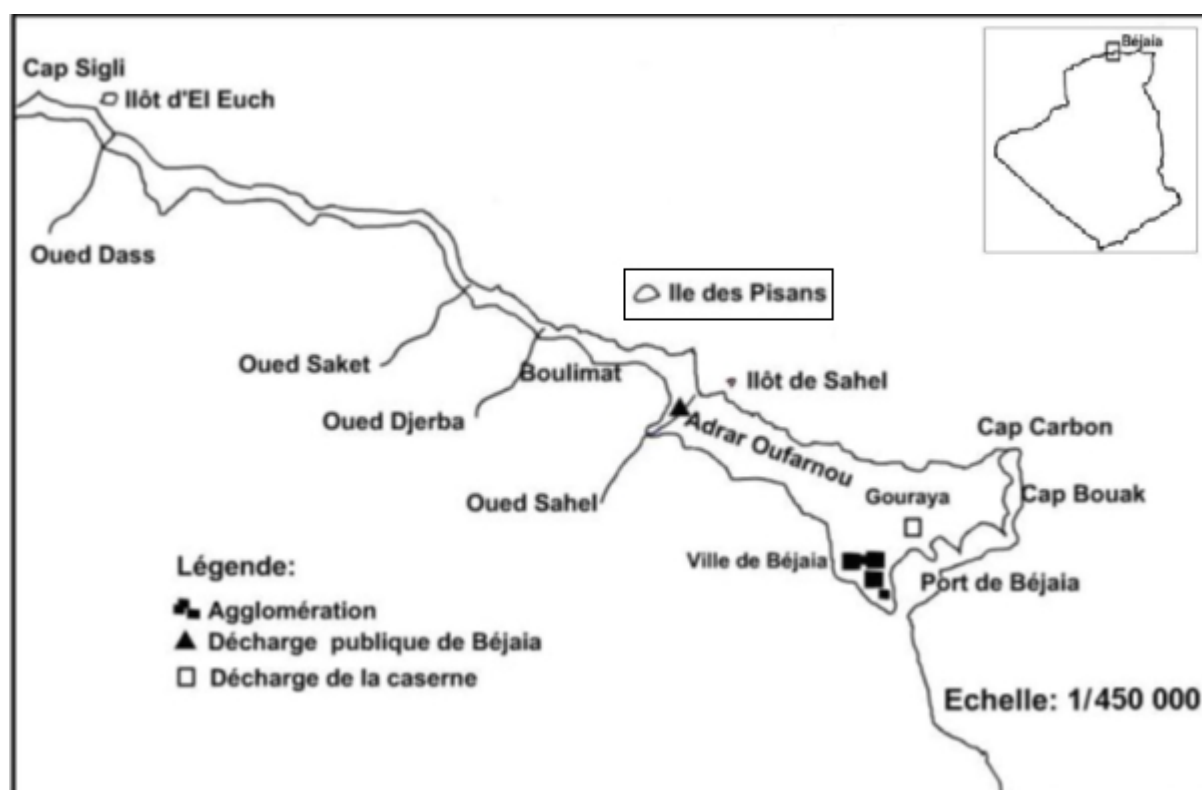 Béjaia
Cap Sigli
Ilôt d'El Euch
Oued Dass
Ile des Pisans
Oued Saket
Boulimat
Ilôt de Sahel
Oued Djerba
Adrar Oufarnou
Cap Carbon
Oued Sahel
Gouraya
Cap Bouak
Ville de Béjaia
Port de Béjaia
Légende:
Agglomération
Décharge publique de Béjaia
Décharge de la caserne
Echelle: 1/450 000